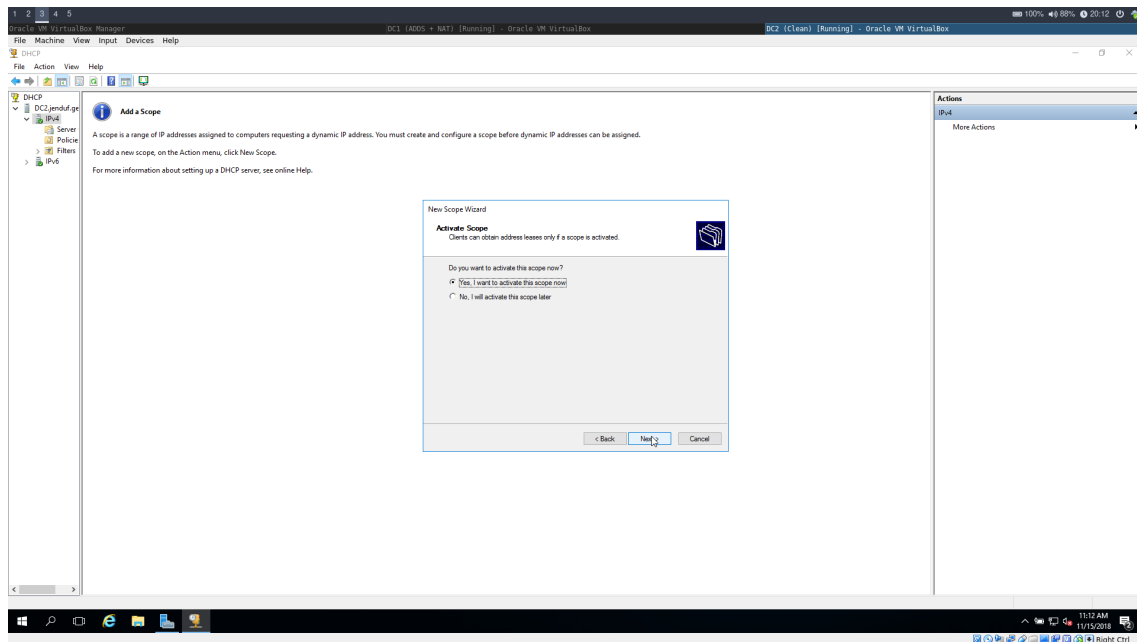 1 2 3 4 5
100% 88% 20:12
Oracle VM VirtualBox Manager
DC1 (ADDS + NAT) [Running] - Oracle VM VirtualBox
DC2 (Clean) [Running] - Oracle VM VirtualBox
File Machine View Input Devices Help
DHCP
File Action View Help
DHCP
DC2.jenduf.ge
IPv4
Server
Policie
Filters
IPv6
Add a Scope
A scope is a range of IP addresses assigned to computers requesting a dynamic IP address. You must create and configure a scope before dynamic IP addresses can be assigned.
To add a new scope, on the Action menu, click New Scope.
For more information about setting up a DHCP server, see online Help.
Actions
IPv4
More Actions
New Scope Wizard
Activate Scope
Clients can obtain address leases only if a scope is activated.
Do you want to activate this scope now?
Yes, I want to activate this scope now
No, I will activate this scope later
< Back Next > Cancel
11:12 AM
11/15/2018
2
Right Ctrl